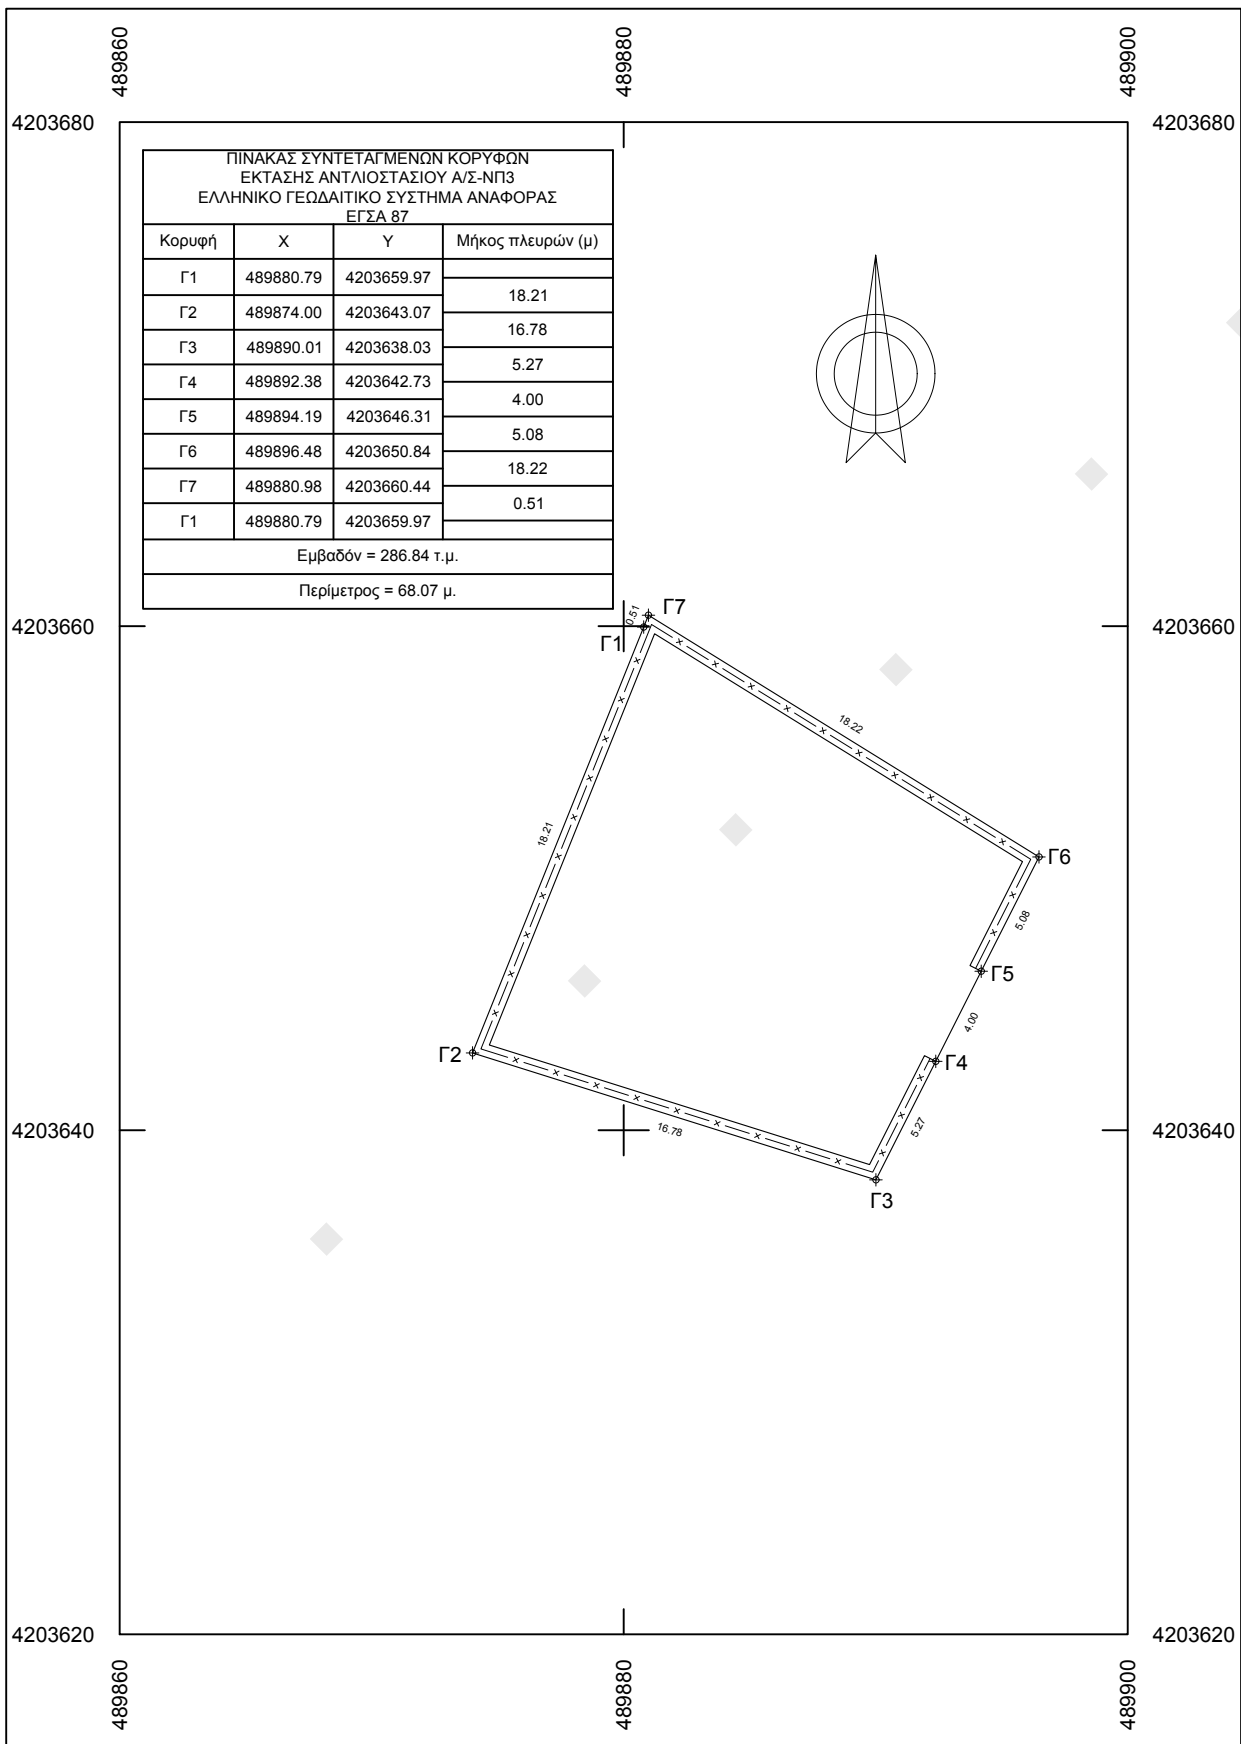 489860
489880
489900
4203680
4203680
ΠΙΝΑΚΑΣ ΣΥΝΤΕΤΑΓΜΕΝΩΝ ΚΟΡΥΦΩΝ
ΕΚΤΑΣΗΣ ΑΝΤΛΙΟΣΤΑΣΙΟΥ Α/Σ-ΝΠ3
ΕΛΛΗΝΙΚΟ ΓΕΩΔΑΙΤΙΚΟ ΣΥΣΤΗΜΑ ΑΝΑΦΟΡΑΣ
ΕΓΣΑ 87
Κορυφή X Y Μήκος πλευρών (μ)
Γ1 489880.79 4203659.97
18.21
Γ2 489874.00 4203643.07
16.78
Γ3 489890.01 4203638.03
5.27
Γ4 489892.38 4203642.73
4.00
Γ5 489894.19 4203646.31
5.08
Γ6 489896.48 4203650.84
18.22
Γ7 489880.98 4203660.44
0.51
Γ1 489880.79 4203659.97
Εμβαδόν = 286.84 τ.μ.
Περίμετρος = 68.07 μ.
0.51
Γ7
4203660
4203660
Γ1
18.22
18.21
Γ6
5.08
Γ5
4.00
Γ2
Γ4
4203640
16.78
5.27
4203640
Γ3
4203620
4203620
489860
489880
489900